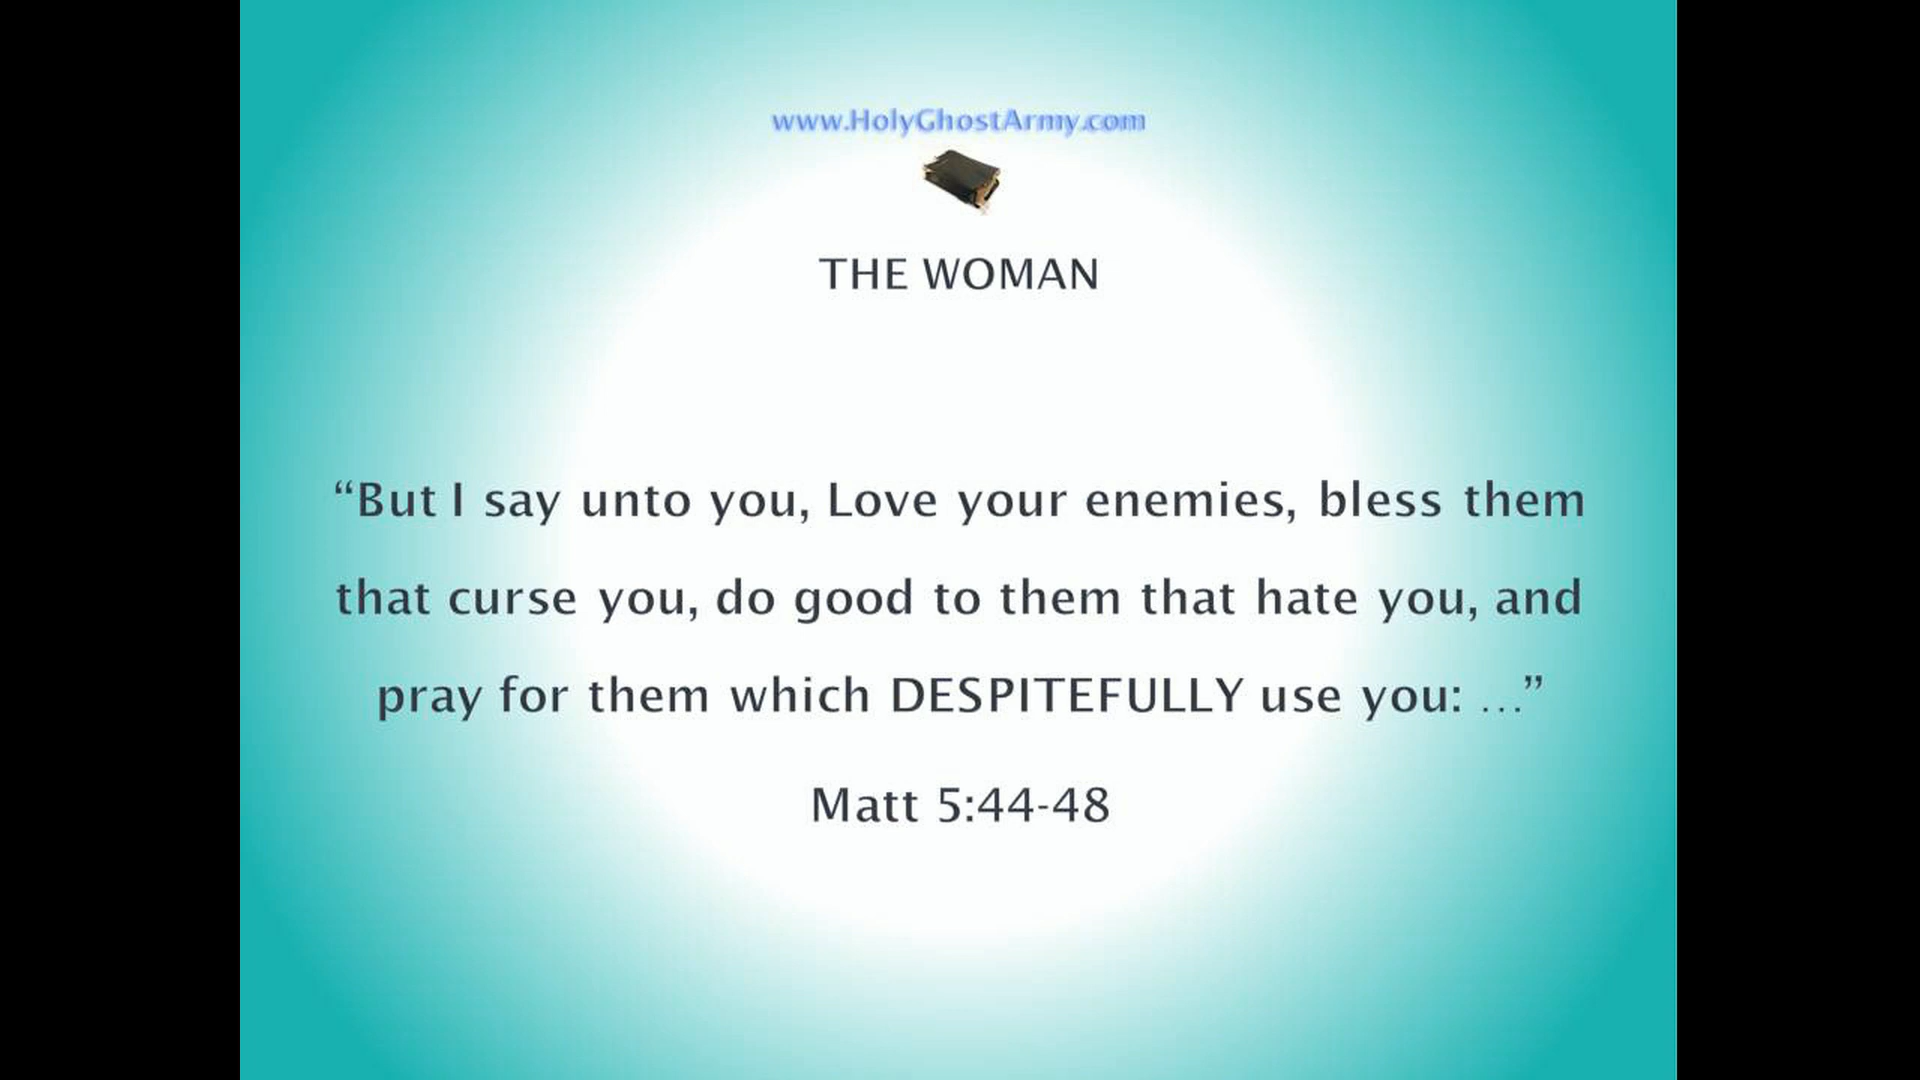 www.HolyGhostArmy.com
THE WOMAN
“But I say unto you, Love your enemies, bless them
that curse you, do good to them that hate you, and
pray for them which DESPITEFULLY use you: …”
Matt 5:44-48